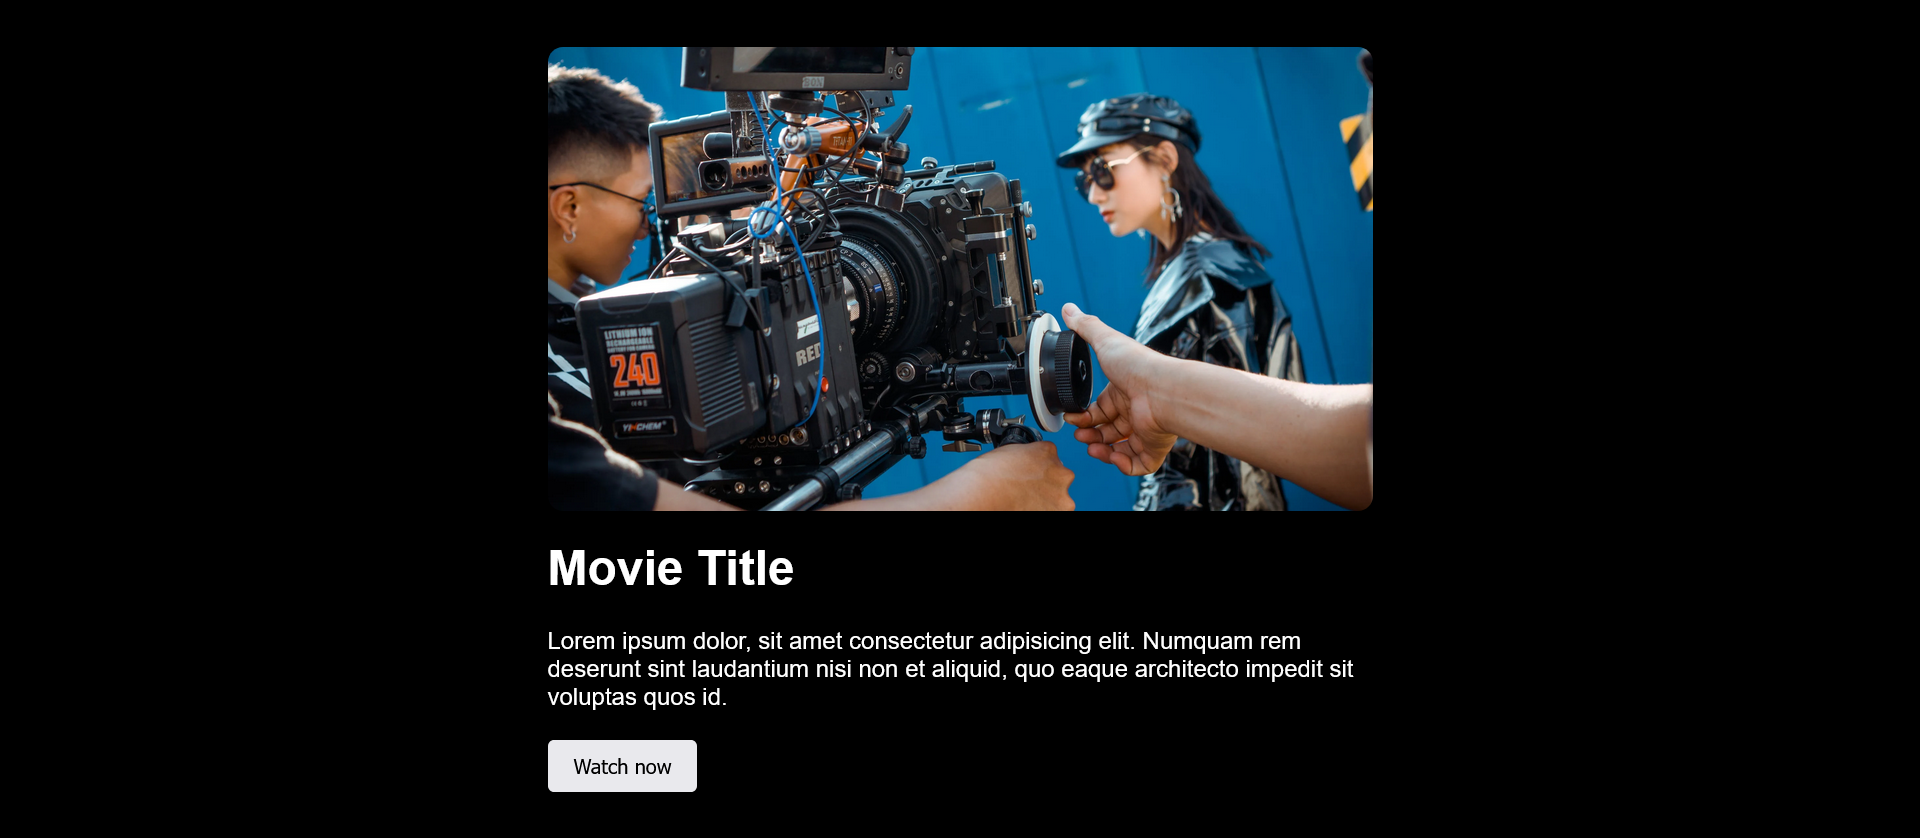 LITHIUM ION
RECHARGEABLE
240
RED
Movie Title
Lorem ipsum dolor, sit amet consectetur adipisicing elit. Numquam rem
deserunt sint laudantium nisi non et aliquid, quo eaque architecto impedit sit
voluptas quos id.
Watch now